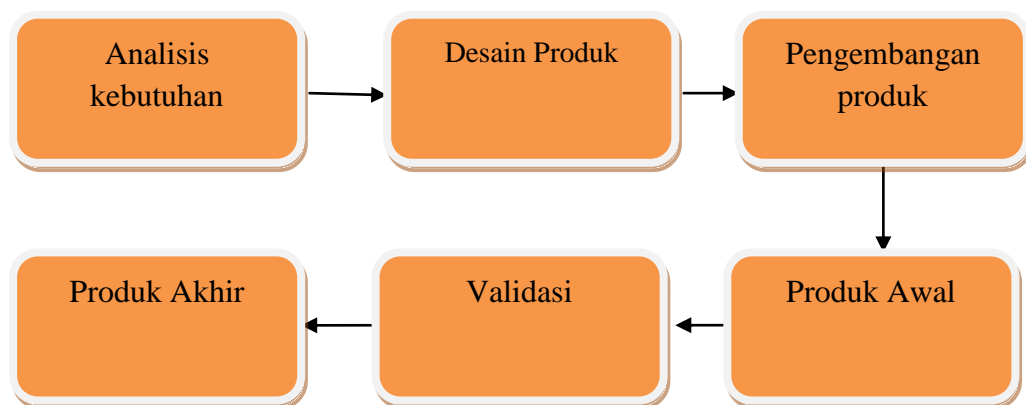 Analisis
kebutuhan
Desain Produk
Pengembangan
produk
Produk Akhir
Validasi
Produk Awal